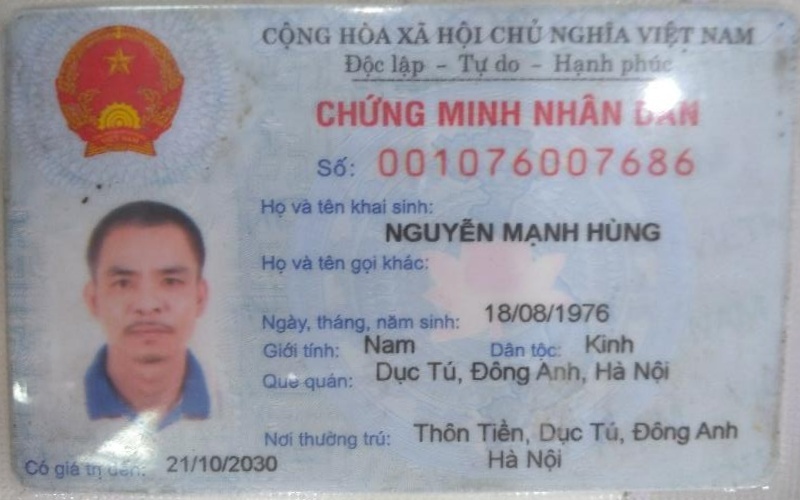 CỘNG HÒA XÃ HỘI CHỦ NGHĨA VIỆT NAM
Độc lập - Tự do - Hạnh phúc
CHỨNG MINH NHÂN DÂN
Số: 001076007686
Họ và tên khai sinh:
NGUYỄN MẠNH HÙNG
Họ và tên gọi khác:
Ngày, tháng, năm sinh: 18/08/1976
Giới tính: Nam Dân tộc: Kinh
Quê quán: Dục Tú, Đông Anh, Hà Nội
Nơi thường trú: Thôn Tiền, Dục Tú, Đông Anh
Hà Nội
Có giá trị đến: 21/10/2030